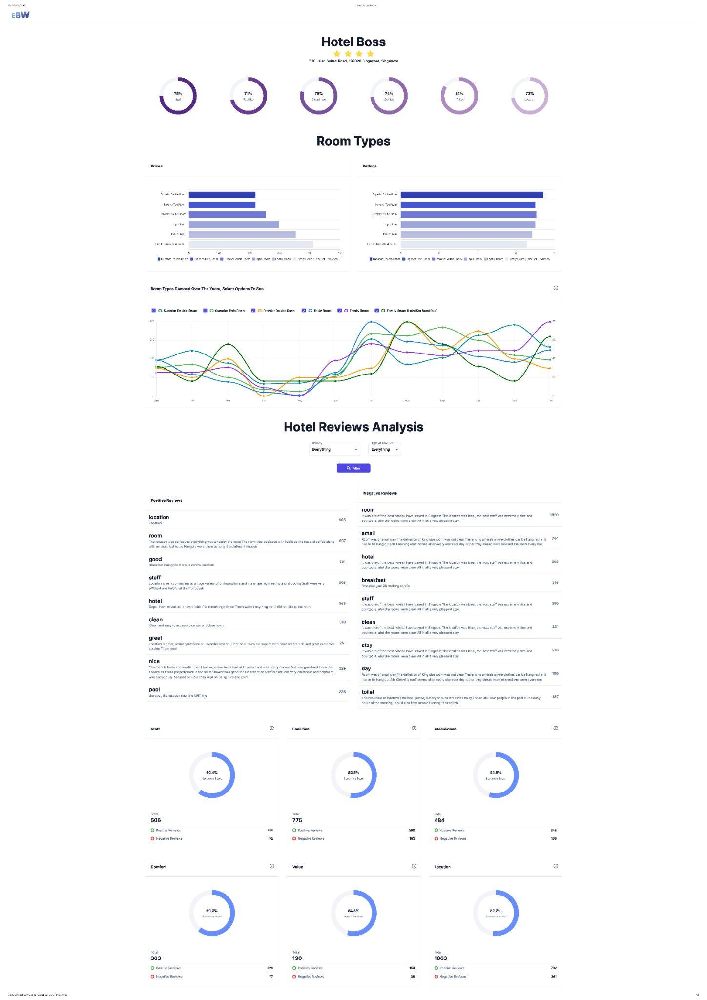 EBW
Hotel Boss
500 Jalan Sultan Road, 199020 Singapore, Singapore
75%
Staff
71%
Facilities
79%
Cleanliness
74%
Comfort
84%
Value
73%
Location
Room Types
Prices
Superior Double Room
Superior Twin Room
Premier Double Room
Triple Room
Family Room
Superior Double Room Superior Twin Room Premier Double Room Triple Room Family Room Family Room (Halal Set Breakfast)
Ratings
Superior Double Room
Superior Twin Room
Premier Double Room
Triple Room
Family Room
0 2 4 6 8
Superior Double Room Superior Twin Room Premier Double Room Triple Room Family Room Family Room (Halal Set Breakfast)
Room Types Demand Over The Years, Select Options To See
Superior Double Room Superior Twin Room Premier Double Room Triple Room Family Room Family Room (Halal Set Breakfast)
Jan Feb Mar Apr May Jun Jul Aug Sep Oct Nov Dec
Hotel Reviews Analysis
Country
Everything
Type of Traveller
Everything
Filter
Positive Reviews
location
Location
905
room
The location was perfect as everything was a nearby the hotel The room was equipped with facilities like tea and coffee along
with an electrical kettle Hangers were there to hang the clothes if needed
607
good
Breakfast was good It was a central location
561
staff
Location is very convenient to a huge variety of dining options and many late night eating and shopping Staff were very
efficient and helpful at the front desk
395
hotel
Oops I have mixed up the two fields Pls interchange these There wasn t anything that I did not like at the hotel
355
clean
Clean and easy to access to center and downtown
310
great
Location is great, walking distance at Lavender station ,Front desk team are superb with pleasant attitude and great customer
service Thank you!
251
nice
The room is basic and smaller than I had expected but it had all I needed and was pretty decent Bed was good and I love the
shades as it was properly dark in the room Shower was good too De reception staff is excellent Very courteous and helpful It
was hectic busy because of F but they kept on being nice and calm
239
pool
the pool, the location near the MRT line
235
Negative Reviews
room
It was one of the best hotels I have stayed in Singapre The location was ideal, the host staff was extremely nice and
courteous, abd the rooms were clean All in all a very pleasant stay
1829
small
Room was of small size The definition of King size room was not clear There is no almirah where clothes can be hung rather it
has to be hung outside Cleaning staff comes after every alternate day rather they should have cleaned the room every day
744
hotel
It was one of the best hotels I have stayed in Singapre The location was ideal, the host staff was extremely nice and
courteous, abd the rooms were clean All in all a very pleasant stay
398
breakfast
Breakfast just OK nothing special
316
staff
It was one of the best hotels I have stayed in Singapre The location was ideal, the host staff was extremely nice and
courteous, abd the rooms were clean All in all a very pleasant stay
289
clean
It was one of the best hotels I have stayed in Singapre The location was ideal, the host staff was extremely nice and
courteous, abd the rooms were clean All in all a very pleasant stay
231
stay
It was one of the best hotels I have stayed in Singapre The location was ideal, the host staff was extremely nice and
courteous, abd the rooms were clean All in all a very pleasant stay
213
day
Room was of small size The definition of King size room was not clear There is no almirah where clothes can be hung rather it
has to be hung outside Cleaning staff comes after every alternate day rather they should have cleaned the room every day
199
toilet
The breakfast at there was no food, plates, cutlery or cups left It was noisy I could still hear people in the pool in the early
hours of the morning I could also hear people flushing their toilets
187
Staff
60.4%
Sentiment Score
Total
506
Positive Reviews 414
Negative Reviews 92
Facilities
52.5%
Sentiment Score
Total
775
Positive Reviews 590
Negative Reviews 185
Cleanliness
54.9%
Sentiment Score
Total
484
Positive Reviews 348
Negative Reviews 136
Comfort
60.3%
Sentiment Score
Total
303
Positive Reviews 226
Negative Reviews 77
Value
54.8%
Sentiment Score
Total
190
Positive Reviews 154
Negative Reviews 36
Location
52.2%
Sentiment Score
Total
1063
Positive Reviews 702
Negative Reviews 361